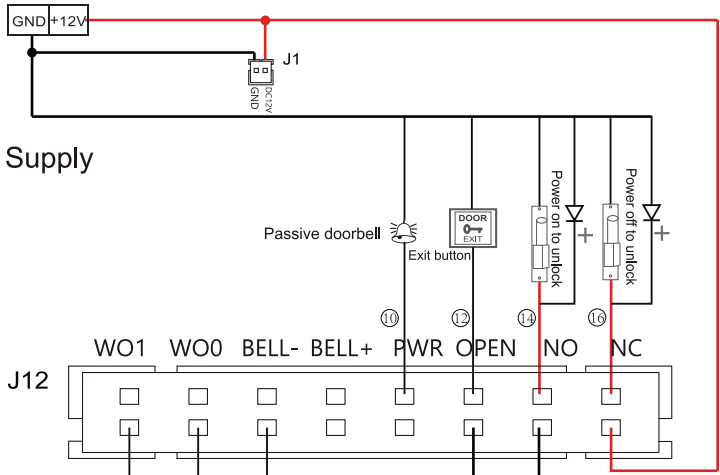 GND +12V
J1
GND DC12V
Supply
Power on to unlock
Power off to unlock
DOOR
EXIT
Passive doorbell
Exit button
+ +
⑩ ⑫ ⑭ ⑯
WO1 WO0 BELL- BELL+ PWR OPEN NO NC
J12